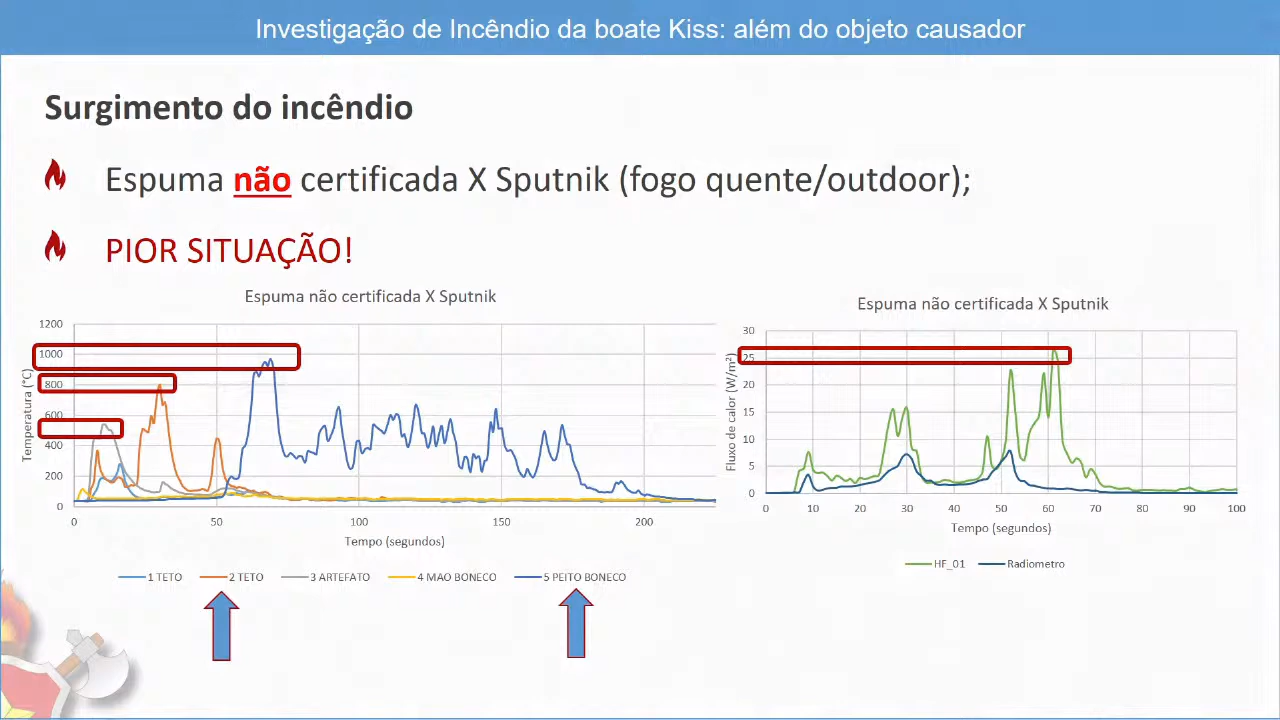 Investigação de Incêndio da boate Kiss: além do objeto causador
Surgimento do incêndio
Espuma não certificada X Sputnik (fogo quente/outdoor);
PIOR SITUAÇÃO!
Espuma não certificada X Sputnik
1200
1000
800
600
400
200
0
Temperatura (°C)
0 50 100 150 200
Tempo (segundos)
1 TETO 2 TETO 3 ARTEFATO 4 MAO BONECO 5 PEITO BONECO
Espuma não certificada X Sputnik
30
25
20
15
10
5
0
Fluxo de calor (W/m²)
0 10 20 30 40 50 60 70 80 90 100
Tempo (segundos)
HF_01 Radiometro